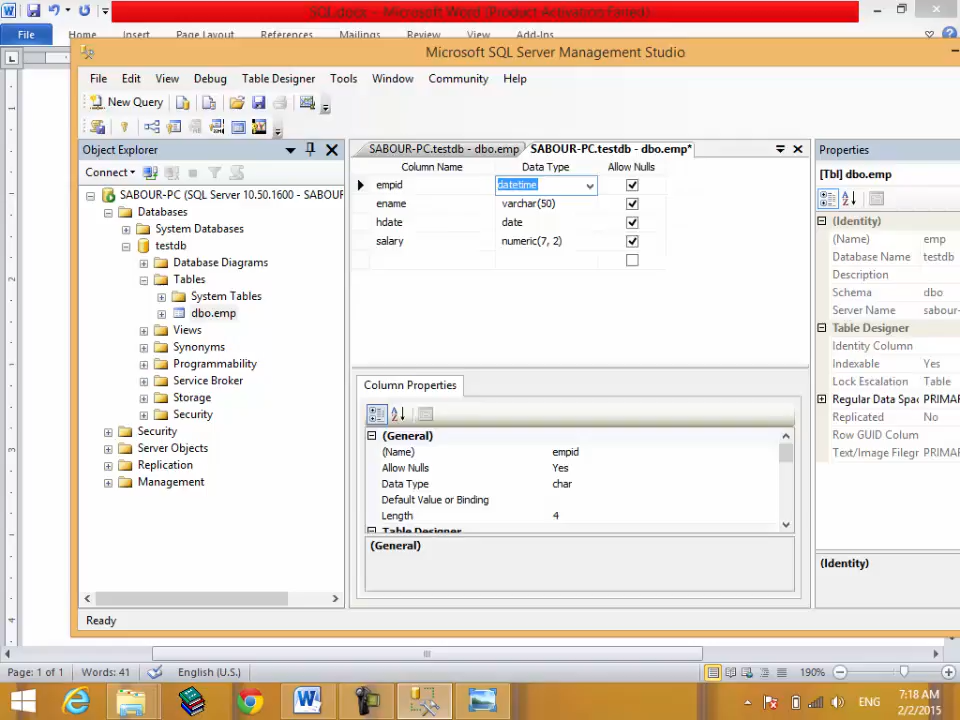 SQL.docx - Microsoft Word (Product Activation Failed)
File Home Insert Page Layout References Mailings Review View Add-Ins
Microsoft SQL Server Management Studio
File Edit View Debug Table Designer Tools Window Community Help
New Query
Object Explorer
Connect
SABOUR-PC (SQL Server 10.50.1600 - SABOUR
Databases
System Databases
testdb
Database Diagrams
Tables
System Tables
dbo.emp
Views
Synonyms
Programmability
Service Broker
Storage
Security
Security
Server Objects
Replication
Management
SABOUR-PC.testdb - dbo.emp SABOUR-PC.testdb - dbo.emp*
Column Name Data Type Allow Nulls
empid datetime
ename varchar(50)
hdate date
salary numeric(7, 2)
Column Properties
(General)
(Name) empid
Allow Nulls Yes
Data Type char
Default Value or Binding
Length 4
Table Designer
(General)
Properties
[Tbl] dbo.emp
(Identity)
(Name) emp
Database Name testdb
Description
Schema dbo
Server Name sabour-
Table Designer
Identity Column
Indexable Yes
Lock Escalation Table
Regular Data Spac PRIMAR
Replicated No
Row GUID Colum
Text/Image Filegr PRIMAR
(Identity)
Ready
Page: 1 of 1 Words: 41 English (U.S.) 190%
ENG 7:18 AM
2/2/2015